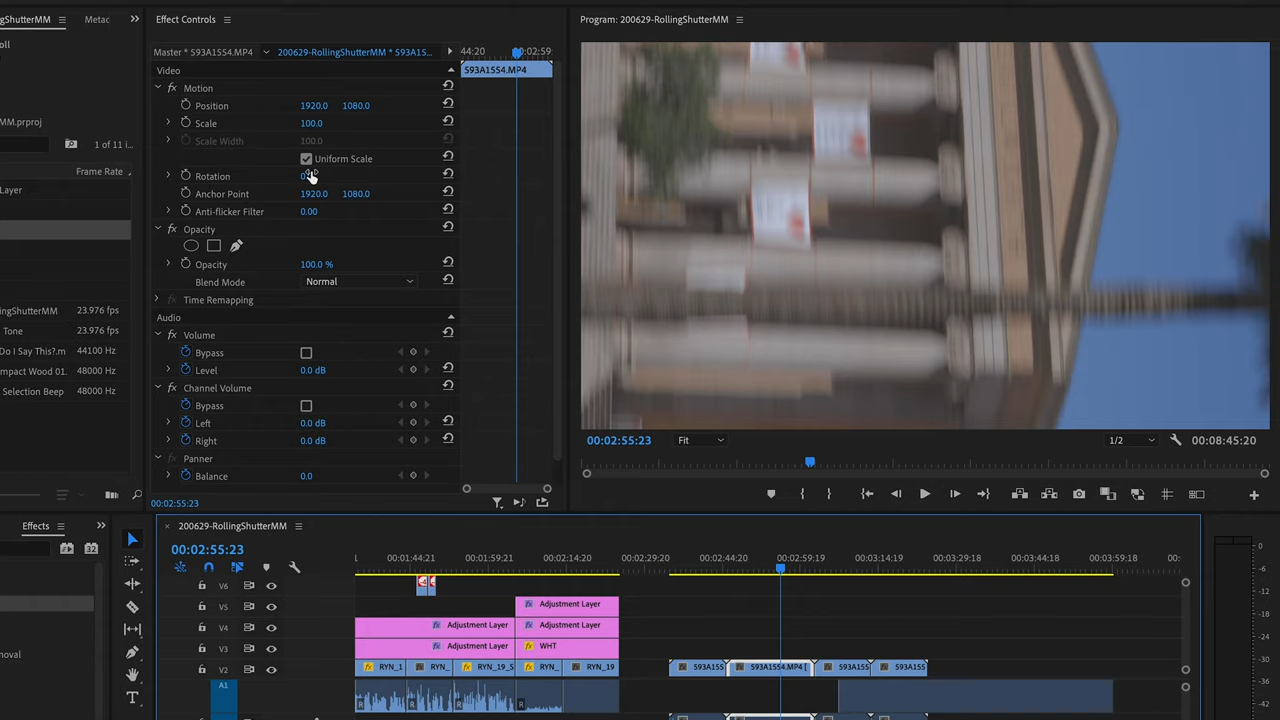 gShutterMM
Metac
Effect Controls
Program: 200629-RollingShutterMM
Master * 593A15S4.MP4
200629-RollingShutterMM * 593A15...
44:20
00:02:59
Video
593A15S4.MP4
Motion
Position 1920.0 1080.0
MM.prproj
Scale 100.0
Scale Width 100.0
1 of 11 i
Uniform Scale
Frame Rate
Rotation
Layer
Anchor Point 1920.0 1080.0
Anti-flicker Filter 0.00
Opacity
Opacity 100.0 %
Blend Mode Normal
Time Remapping
ngShutterMM 23.976 fps
Audio
Tone 23.976 fps
Volume
Do I Say This?.m 44100 Hz
Bypass
mpact Wood 01. 48000 Hz
Level 0.0 dB
Selection Beep 48000 Hz
Channel Volume
Bypass
Left 0.0 dB
Right 0.0 dB
Panner
Balance 0.0
00:02:55:23
00:02:55:23
Fit
1/2
00:08:45:20
Effects
200629-RollingShutterMM
00:02:55:23
00:01:44:21 00:01:59:21 00:02:14:20 00:02:29:20 00:02:44:20 00:02:59:19 00:03:14:19 00:03:29:18 00:03:44:18 00:03:59:18 00:
V6
V5 Adjustment Layer
V4 Adjustment Layer Adjustment Layer
V3 Adjustment Layer WHT
noval
V2 RYN_1 RYN_ RYN_19_S RYN_ RYN_19 593A155 593A15S4.MP4 [ 593A155 593A155
A1
R R R R
0
-6
-12
-18
-24
-30